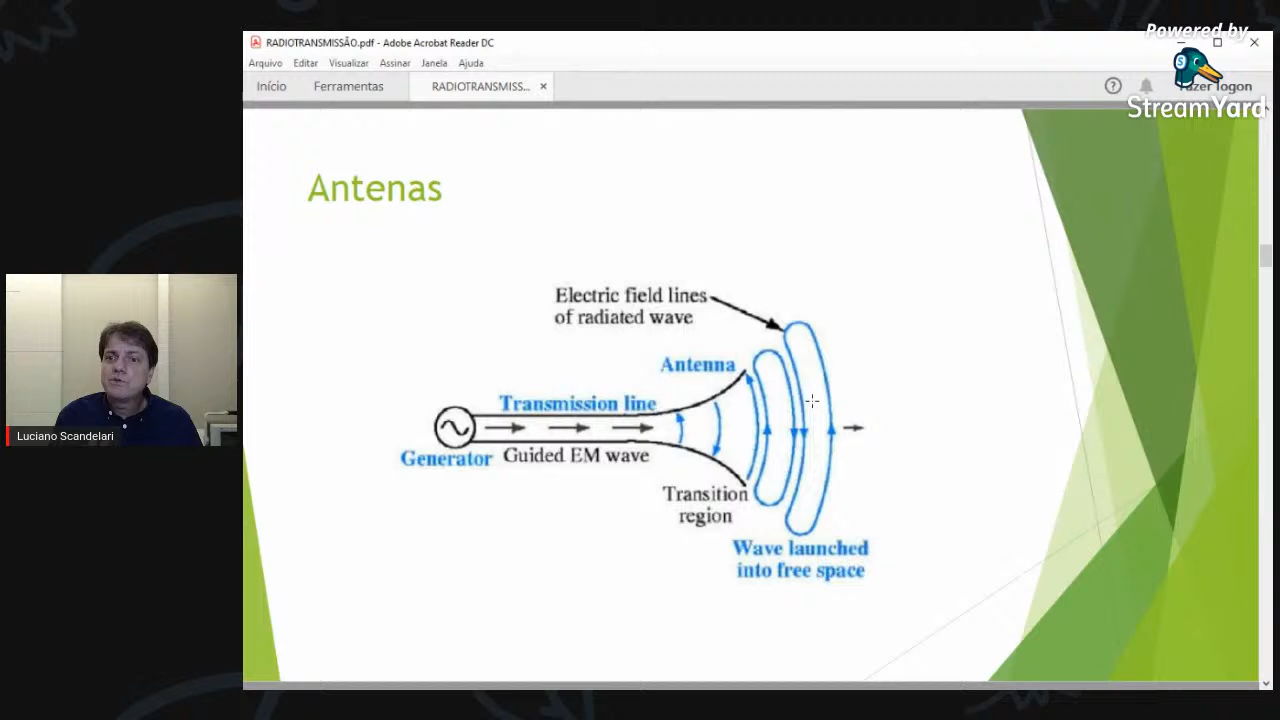 Powered by
StreamYard
RADIOTRANSMISSÃO.pdf - Adobe Acrobat Reader DC
Arquivo Editar Visualizar Assinar Janela Ajuda
Início Ferramentas RADIOTRANSMISS... Fazer logon
Antenas
Electric field lines
of radiated wave
Antenna
Transmission line
Generator
Guided EM wave
Transition
region
Wave launched
into free space
Luciano Scandelari